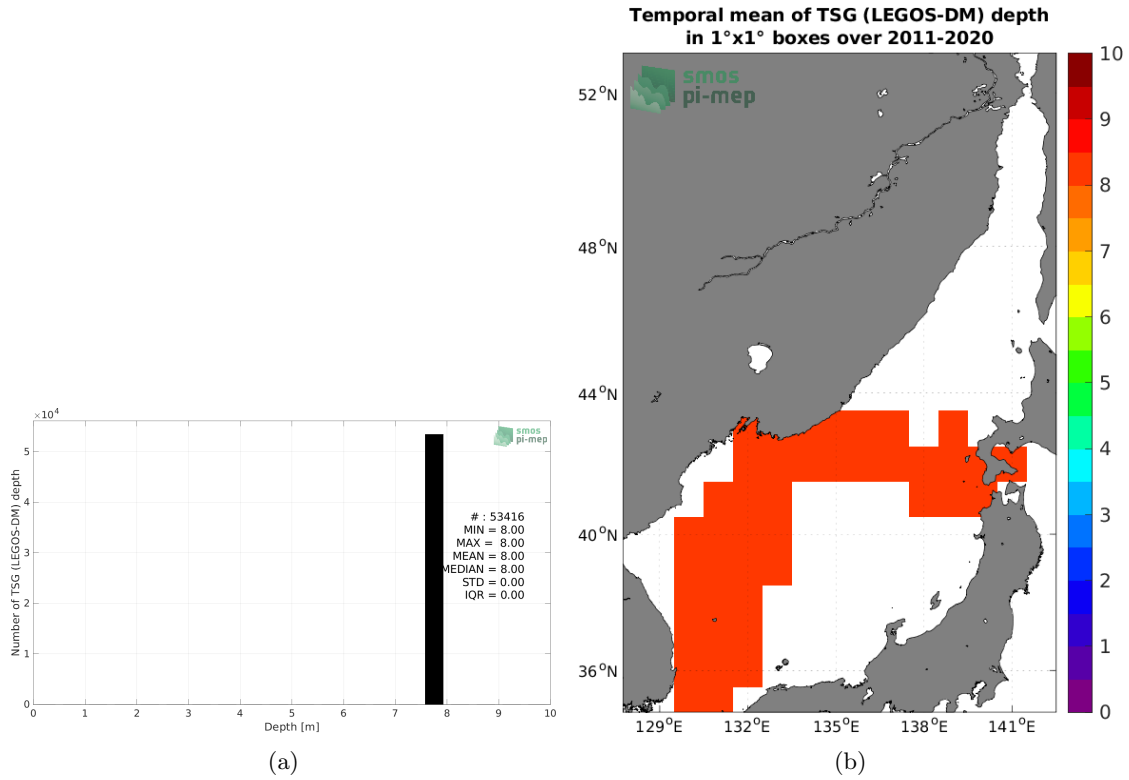 Temporal mean of TSG (LEGOS-DM) depth
in 1°x1° boxes over 2011-2020
smos
pi-mep
52°N
48°N
44°N
40°N
36°N
129°E
132°E
135°E
138°E
141°E
10
9
8
7
6
5
4
3
2
1
0
×10⁴
Number of TSG (LEGOS-DM) depth
5
4
3
2
1
0
smos
pi-mep
# : 53416
MIN = 8.00
MAX = 8.00
MEAN = 8.00
MEDIAN = 8.00
STD = 0.00
IQR = 0.00
0 1 2 3 4 5 6 7 8 9 10
Depth [m]
(a)
(b)